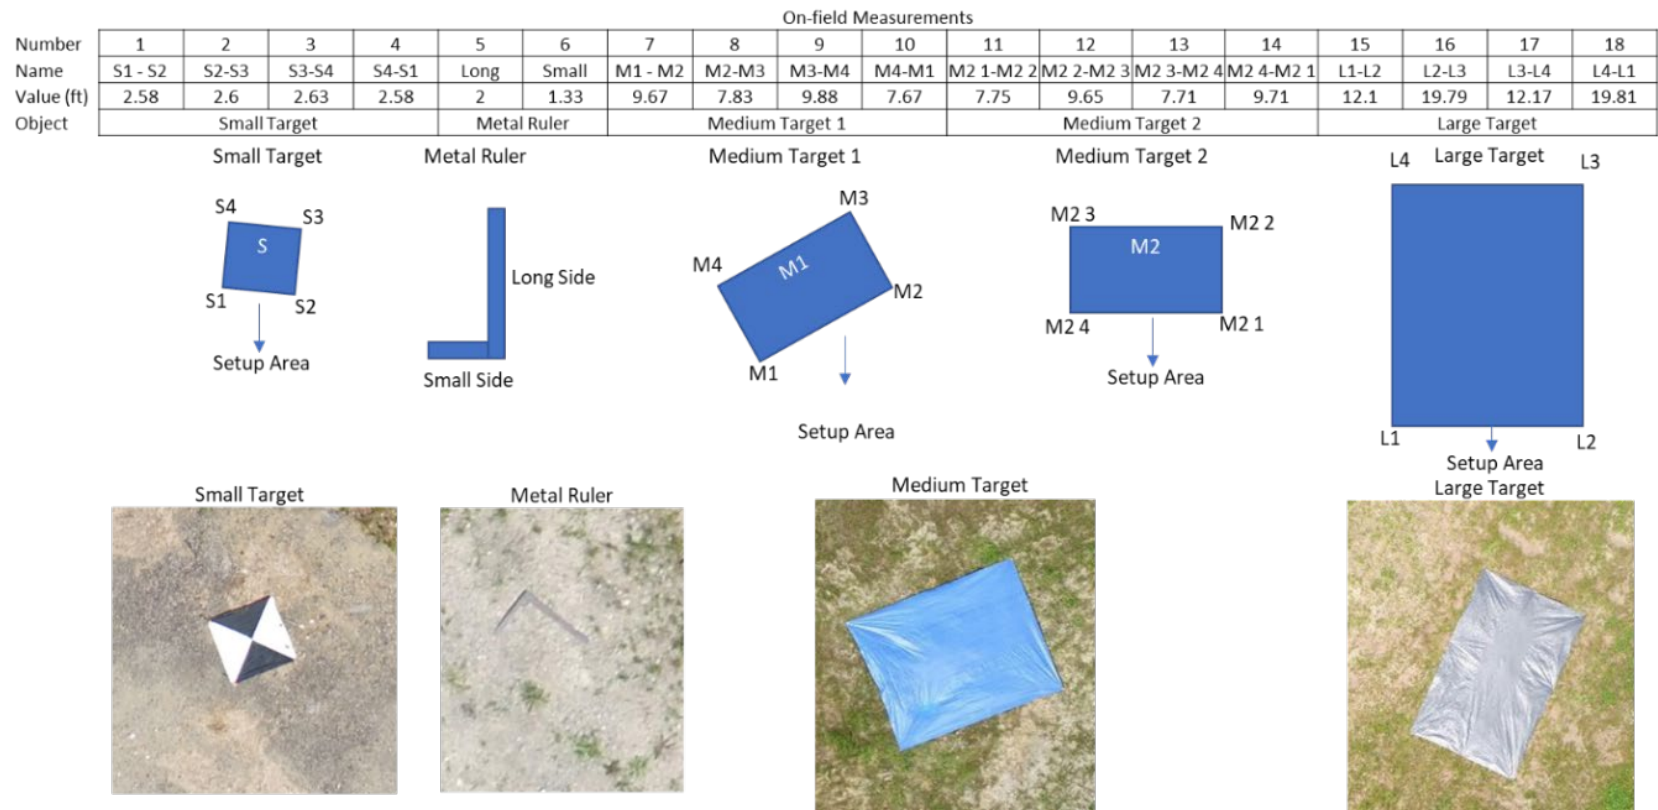 On-field Measurements
Number 1 2 3 4 5 6 7 8 9 10 11 12 13 14 15 16 17 18
Name S1 - S2 S2-S3 S3-S4 S4-S1 Long Small M1 - M2 M2-M3 M3-M4 M4-M1 M2 1-M2 2 M2 2-M2 3 M2 3-M2 4 M2 4-M2 1 L1-L2 L2-L3 L3-L4 L4-L1
Value (ft) 2.58 2.6 2.63 2.58 2 1.33 9.67 7.83 9.88 7.67 7.75 9.65 7.71 9.71 12.1 19.79 12.17 19.81
Object Small Target Metal Ruler Medium Target 1 Medium Target 2 Large Target
Small Target
S4
S3
S
S1
S2
Setup Area
Metal Ruler
Long Side
Small Side
Medium Target 1
M3
M4
M1
M2
M1
Setup Area
Medium Target 2
M2 3
M2 2
M2
M2 4
M2 1
Setup Area
Large Target
L4
L3
L1
L2
Setup Area
Small Target
Metal Ruler
Medium Target
Large Target